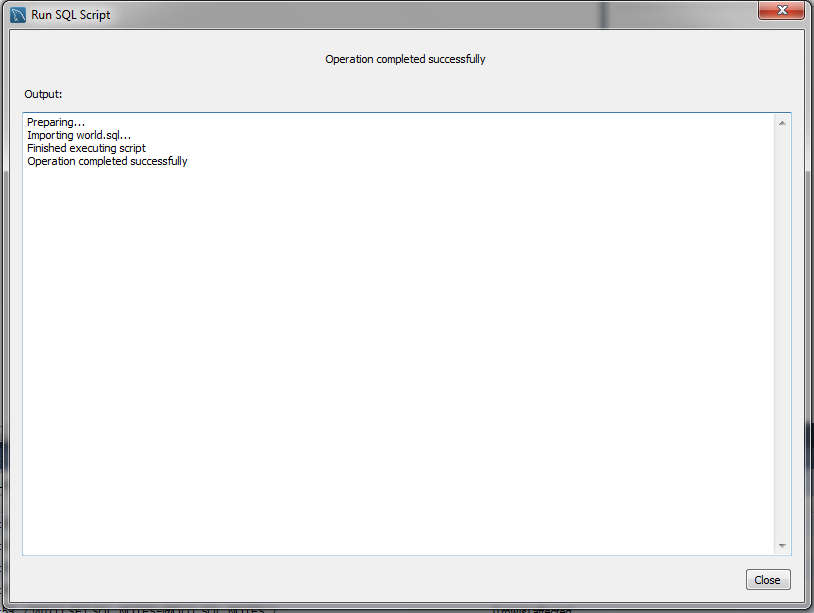 Run SQL Script
Operation completed successfully
Output:
Preparing...
Importing world.sql...
Finished executing script
Operation completed successfully
Close